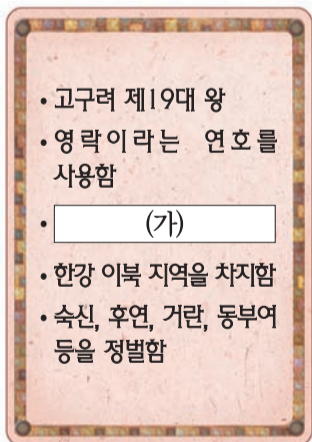 • 고구려 제19대 왕
• 영락이라는 연호를
사용함
• (가)
• 한강 이북 지역을 차지함
• 숙신, 후연, 거란, 동부여
등을 정벌함